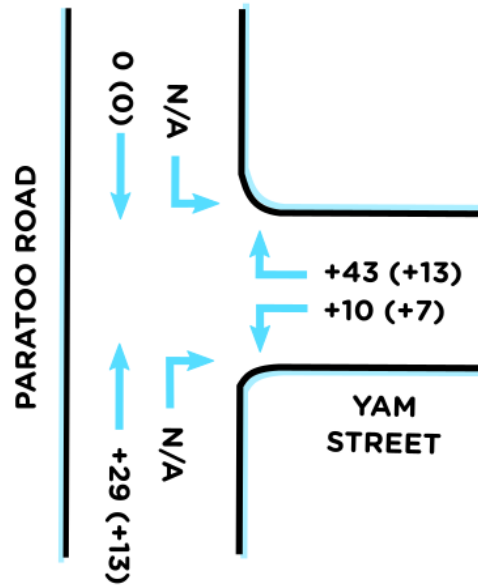 PARATOO ROAD
0 (0)
N/A
+43 (+13)
+10 (+7)
+29 (+13)
N/A
YAM
STREET